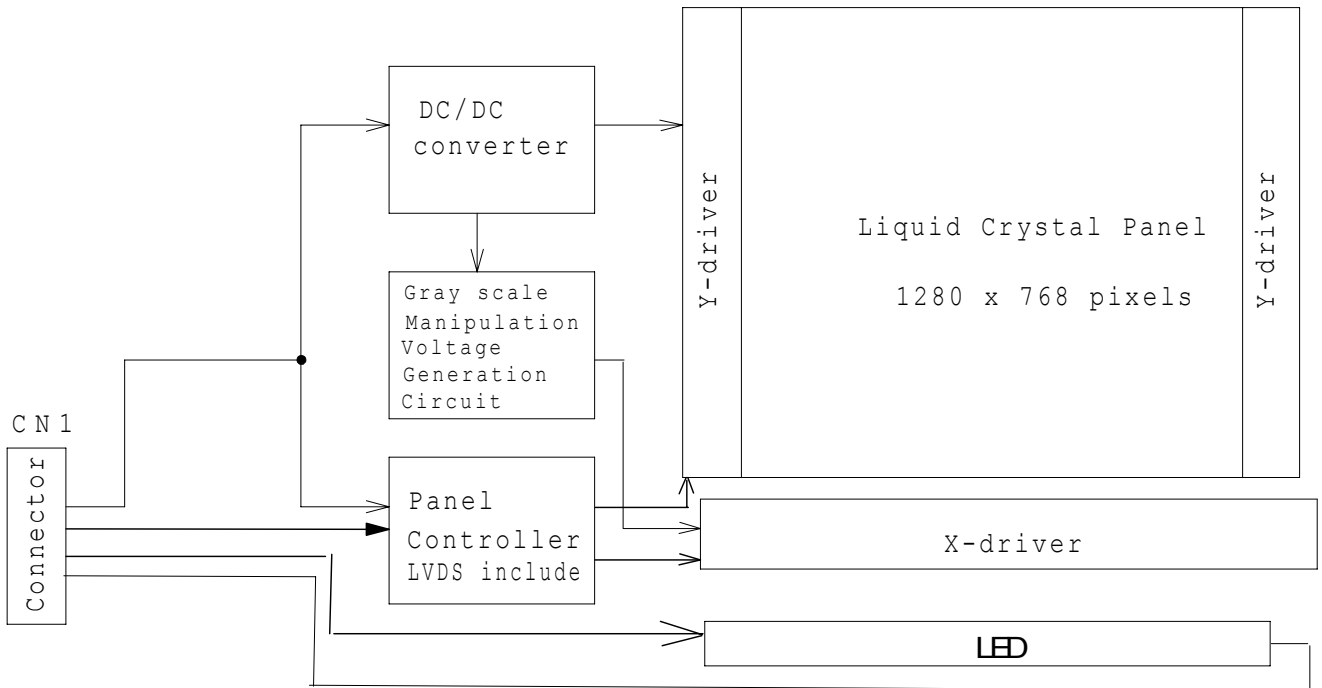 DC/DC
converter
Gray scale
Manipulation
Voltage
Generation
Circuit
CN1
Connector
Panel
Controller
LVDS include
Y-driver
Liquid Crystal Panel
1280 x 768 pixels
Y-driver
X-driver
LED